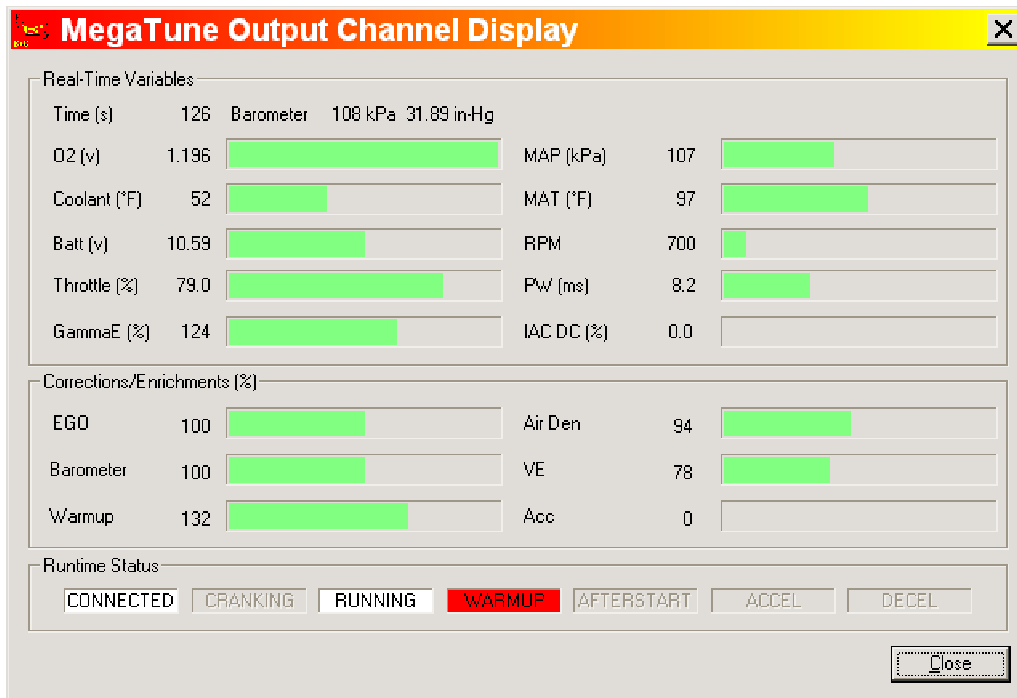 MegaTune Output Channel Display
Real-Time Variables
Time (s) 126 Barometer 108 kPa 31.89 in-Hg
O2 (v) 1.196 MAP (kPa) 107
Coolant (°F) 52 MAT (°F) 97
Batt (v) 10.59 RPM 700
Throttle (%) 79.0 PW (ms) 8.2
GammaE (%) 124 IAC DC (%) 0.0
Corrections/Enrichments (%)
EGO 100 Air Den 94
Barometer 100 VE 78
Warmup 132 Acc 0
Runtime Status
CONNECTED CRANKING RUNNING WARMUP AFTERSTART ACCEL DECEL
Close